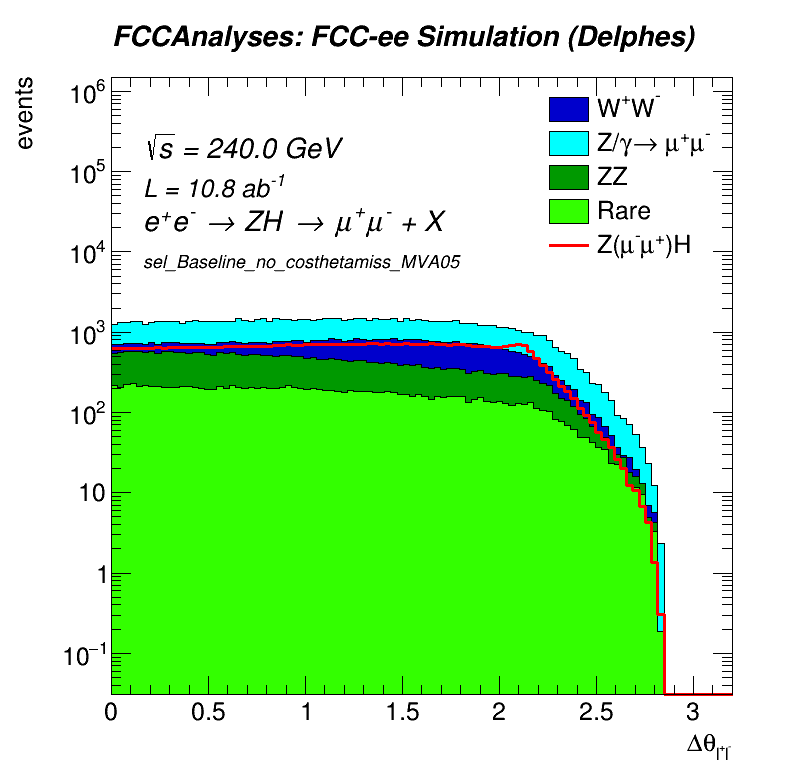 FCCAnalyses: FCC-ee Simulation (Delphes)
events
10⁶
10⁵
10⁴
10³
10²
10
1
10⁻¹
√s = 240.0 GeV
L = 10.8 ab⁻¹
e⁺e⁻ → ZH → μ⁺μ⁻ + X
sel_Baseline_no_costhetamiss_MVA05
W⁺W⁻
Z/γ→ μ⁺μ⁻
ZZ
Rare
Z(μ⁻μ⁺)H
0 0.5 1 1.5 2 2.5 3
Δθ_l⁺l⁻